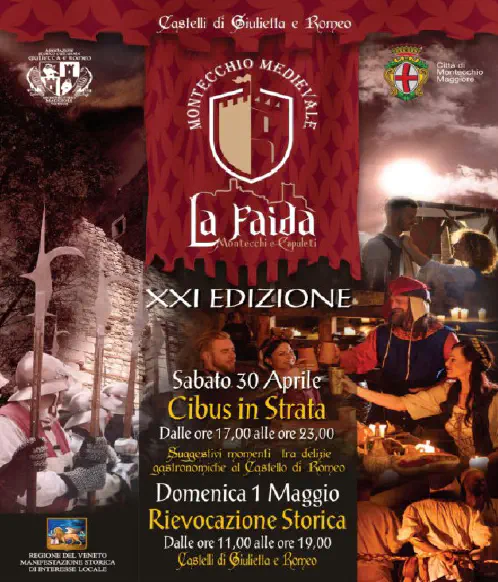 Castelli di Giulietta e Romeo
GIULIETTA E ROMEO
MONTECCHIO MEDIEVALE
Città di
Montecchio
Maggiore
La Faida
Montecchi e Capuleti
XXI EDIZIONE
Sabato 30 Aprile
Cibus in Strata
Dalle ore 17,00 alle ore 23,00
Suggestivi momenti fra delizie
gastronomiche al Castello di Romeo
Domenica 1 Maggio
Rievocazione Storica
Dalle ore 11,00 alle ore 19,00
Castelli di Giulietta e Romeo
REGIONE DEL VENETO
MANIFESTAZIONE STORICA
DI INTERESSE LOCALE